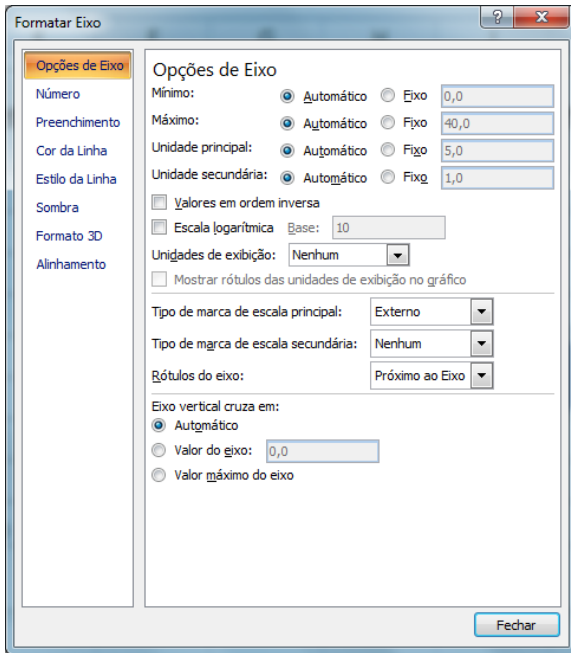 Formatar Eixo
?
X
Opções de Eixo
Número
Preenchimento
Cor da Linha
Estilo da Linha
Sombra
Formato 3D
Alinhamento
Opções de Eixo
Mínimo: Automático Fixo 0,0
Máximo: Automático Fixo 40,0
Unidade principal: Automático Fixo 5,0
Unidade secundária: Automático Fixo 1,0
Valores em ordem inversa
Escala logarítmica Base: 10
Unidades de exibição: Nenhum
Mostrar rótulos das unidades de exibição no gráfico
Tipo de marca de escala principal: Externo
Tipo de marca de escala secundária: Nenhum
Rótulos do eixo: Próximo ao Eixo
Eixo vertical cruza em:
Automático
Valor do eixo: 0,0
Valor máximo do eixo
Fechar